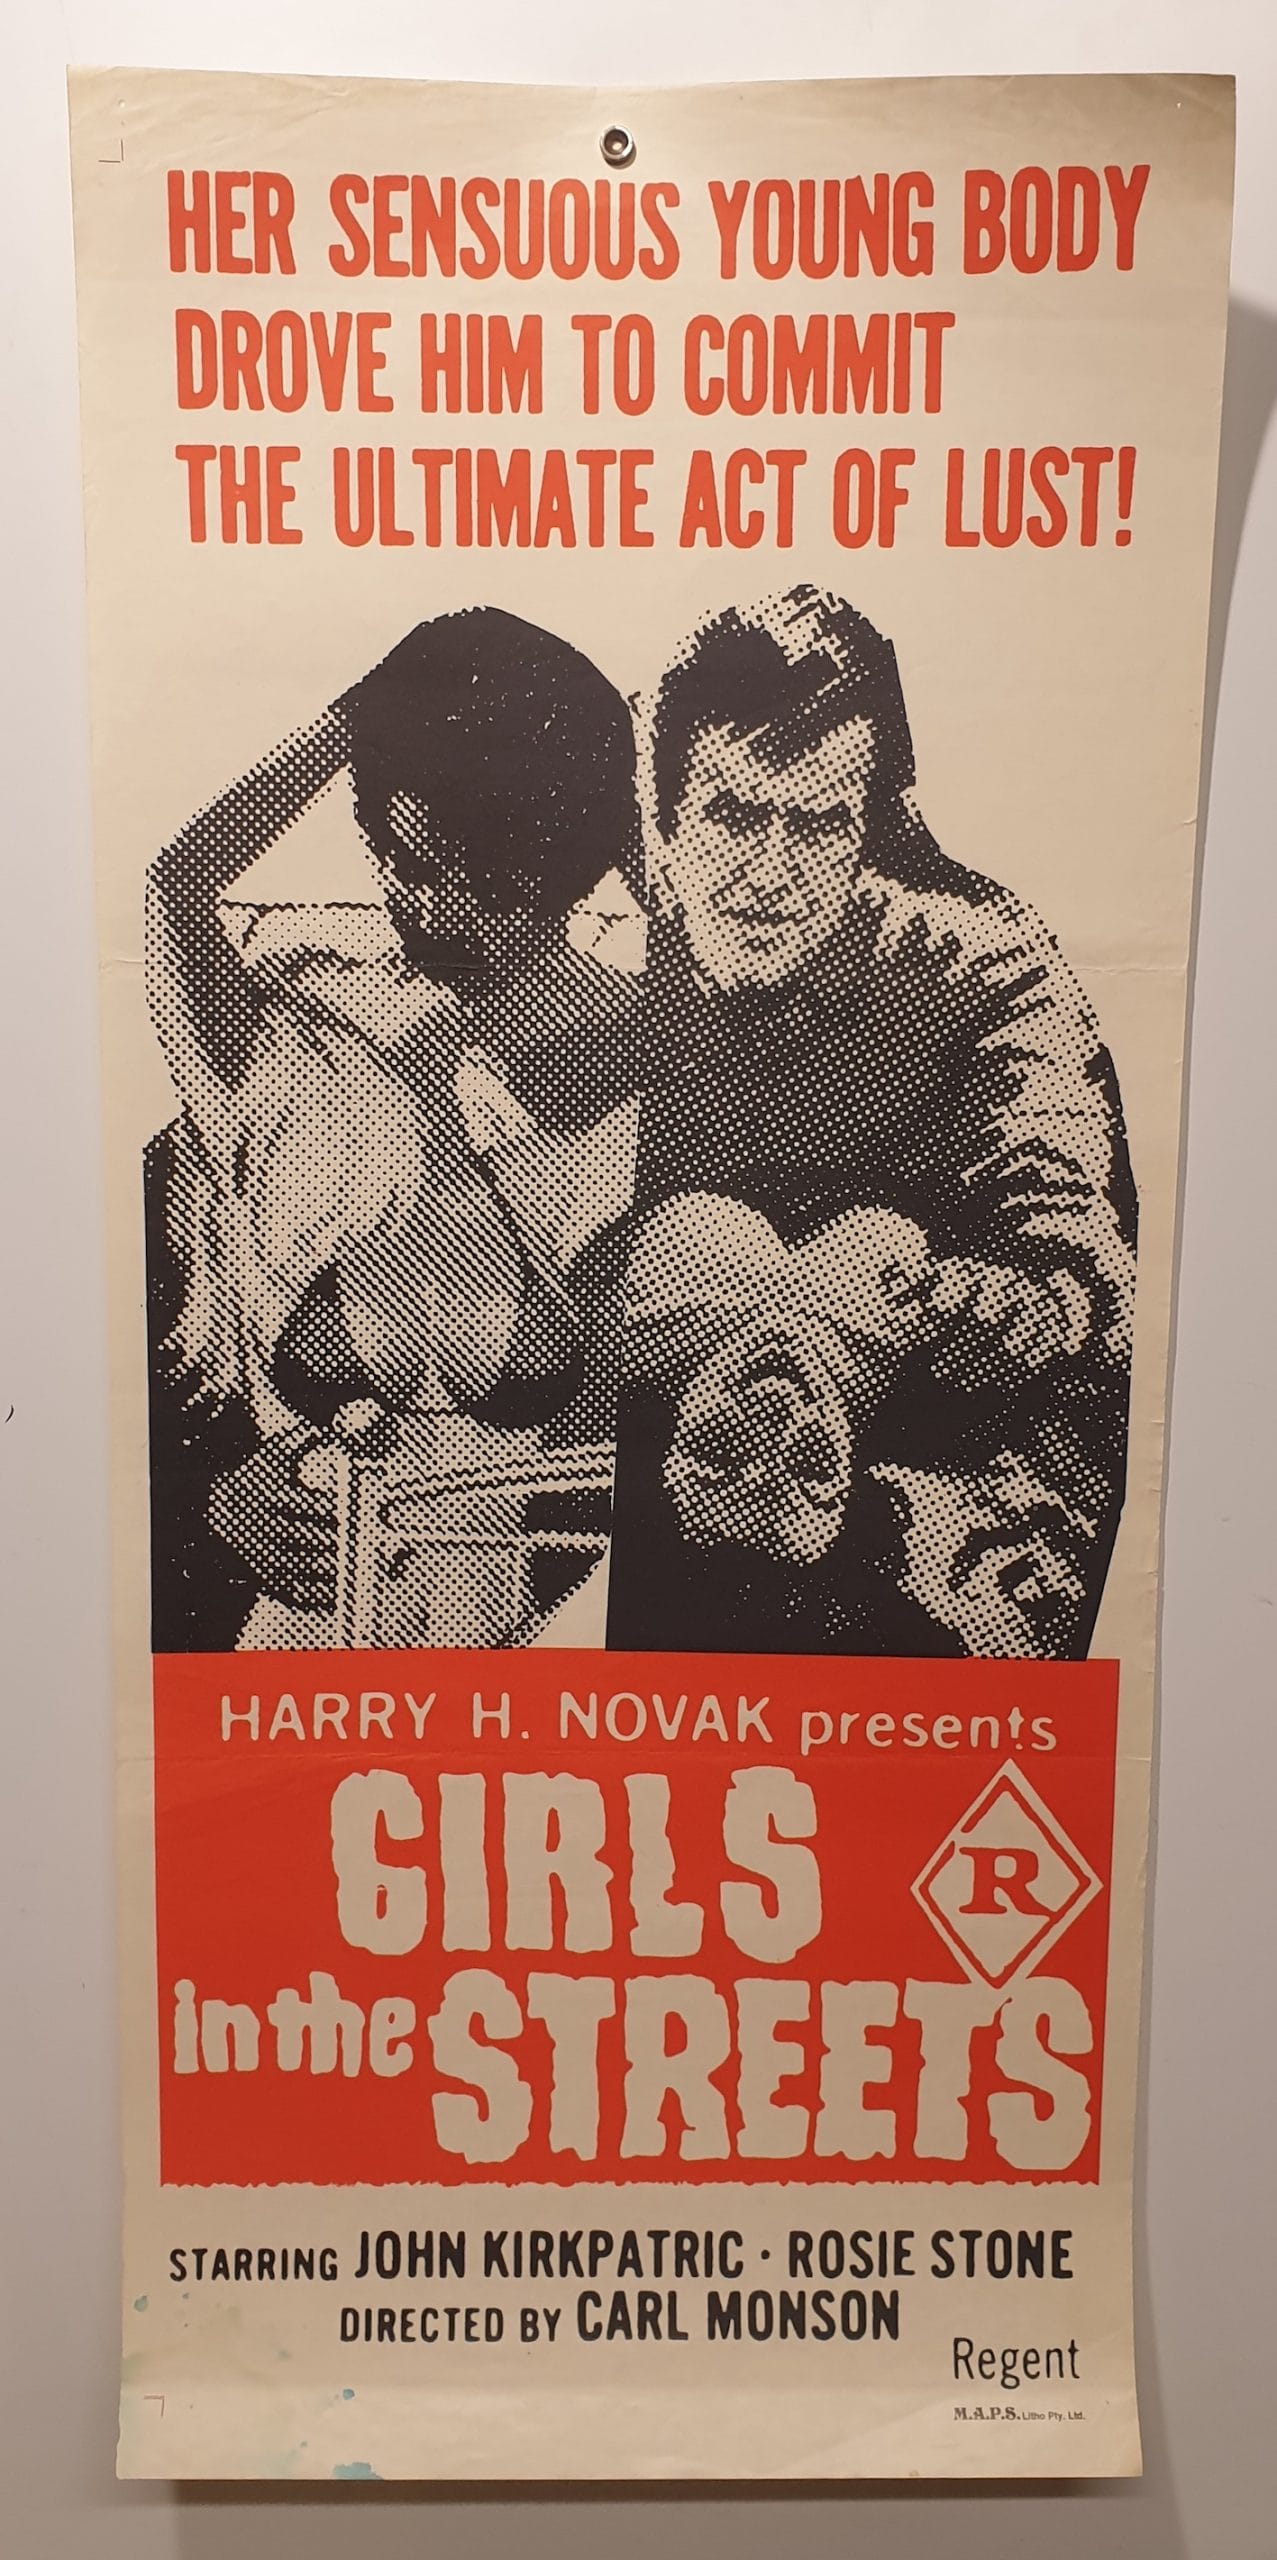 HER SENSUOUS YOUNG BODY
DROVE HIM TO COMMIT
THE ULTIMATE ACT OF LUST!
HARRY H. NOVAK presents
GIRLS
R
in the STREETS
STARRING JOHN KIRKPATRIC · ROSIE STONE
DIRECTED BY CARL MONSON
Regent
M.A.P.S. Litho Pty. Ltd.